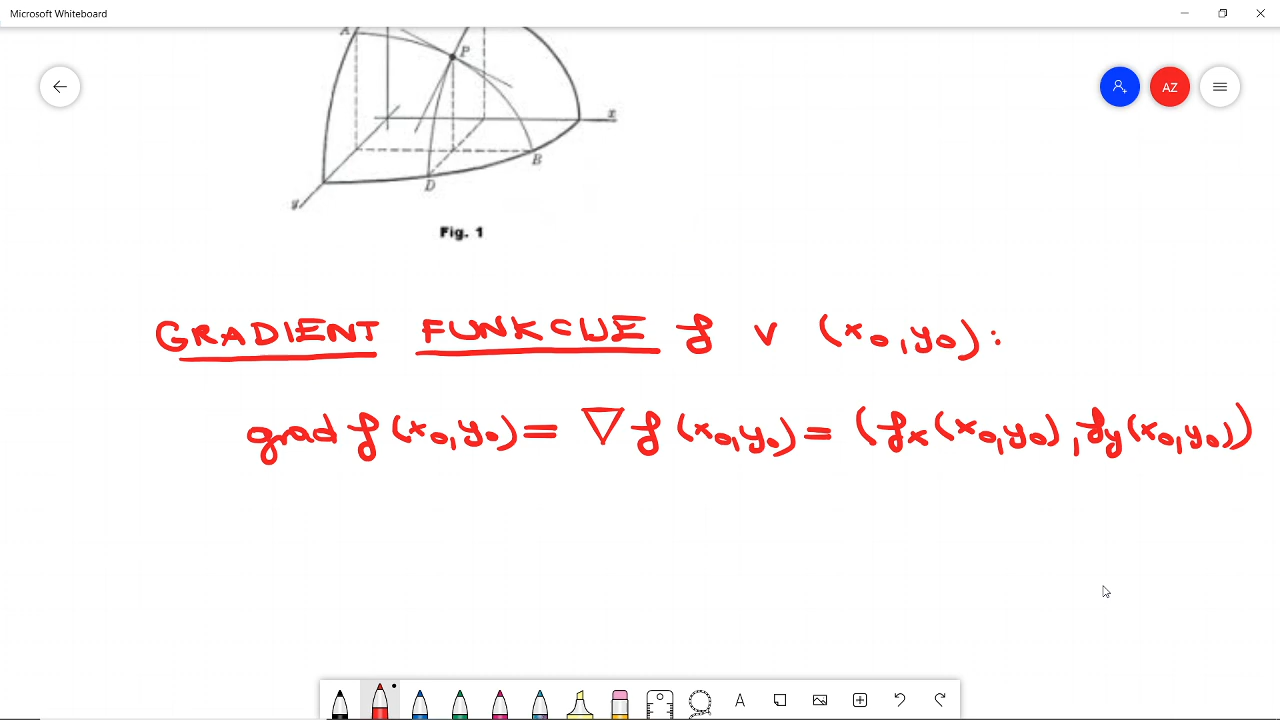 Microsoft Whiteboard
A
P
AZ
x
B
D
y
Fig. 1
GRADIENT FUNKCIJE f v (x₀,y₀):
grad f(x₀,y₀) = ∇f(x₀,y₀) = (fₓ(x₀,y₀), f_y(x₀,y₀))
A